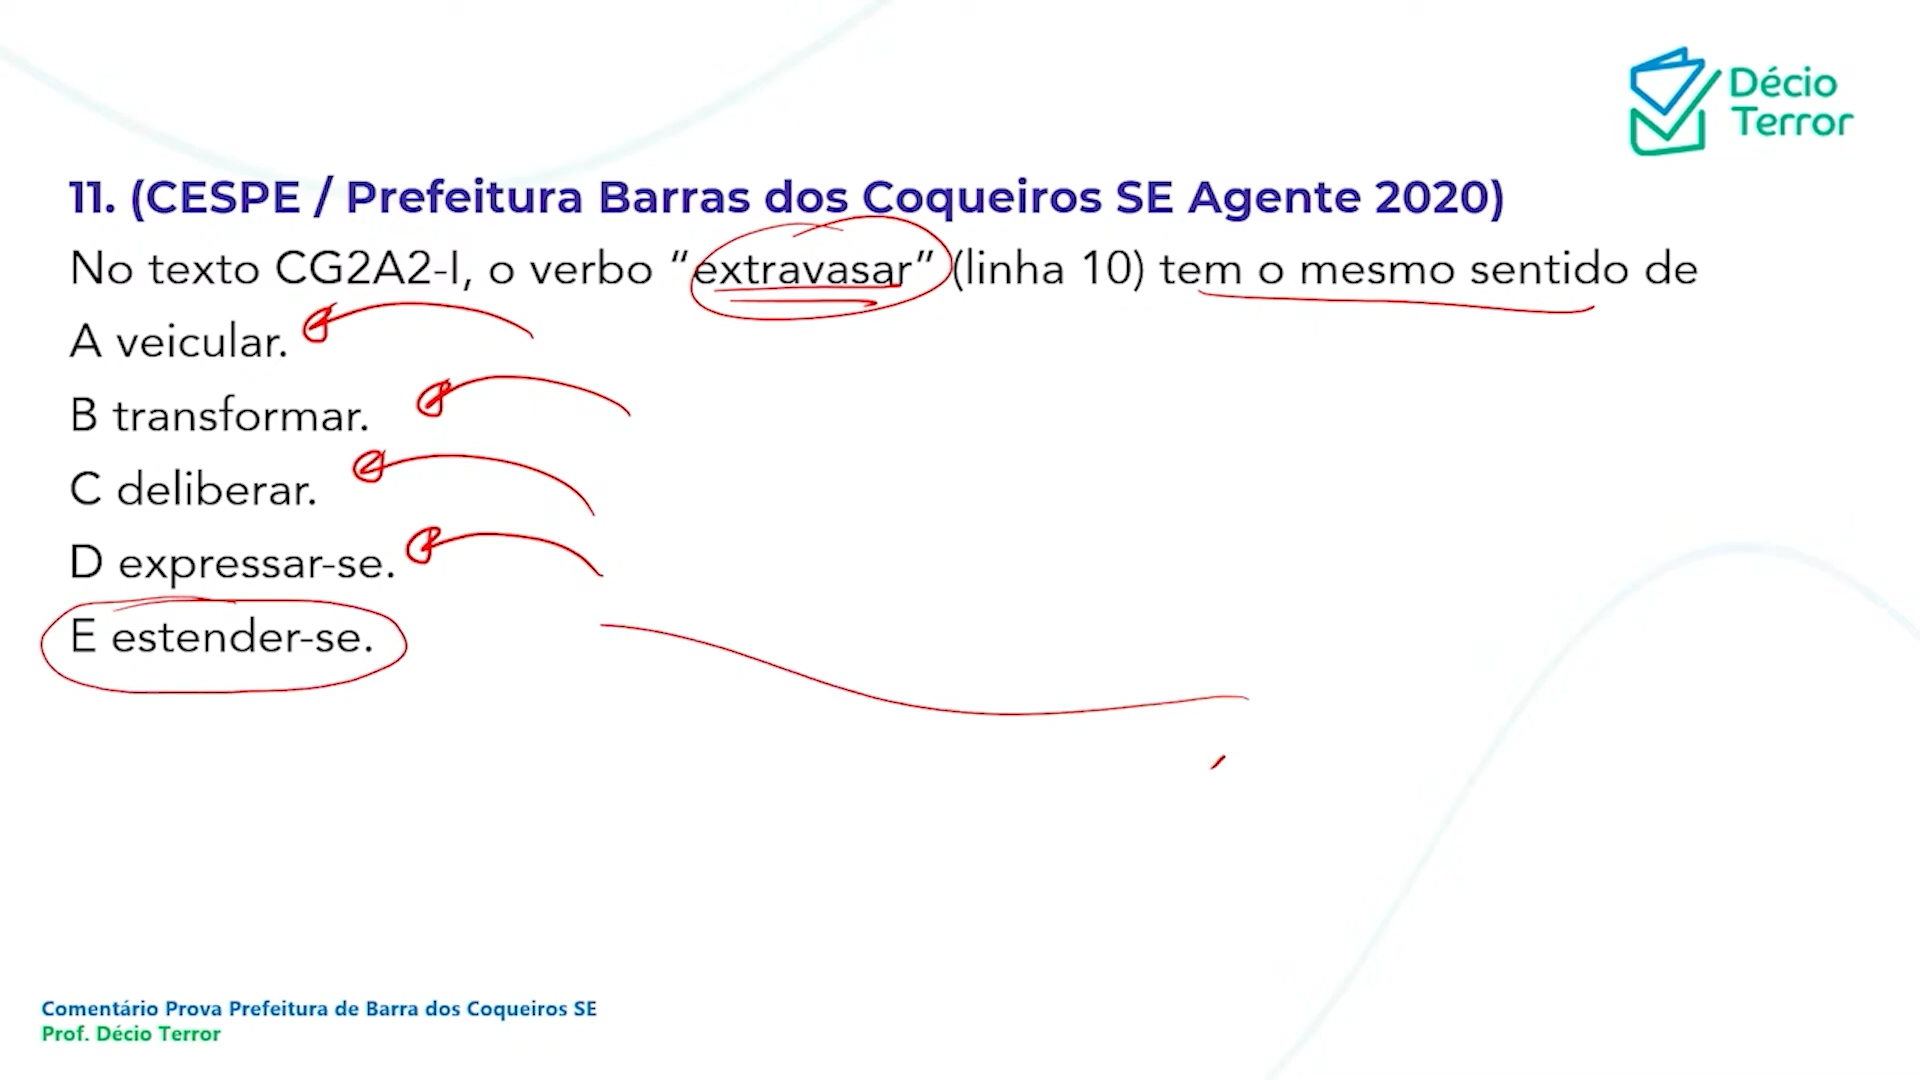 Décio
Terror
11. (CESPE / Prefeitura Barras dos Coqueiros SE Agente 2020)
No texto CG2A2-I, o verbo “extravasar” (linha 10) tem o mesmo sentido de
A veicular.
B transformar.
C deliberar.
D expressar-se.
E estender-se.
Comentário Prova Prefeitura de Barra dos Coqueiros SE
Prof. Décio Terror